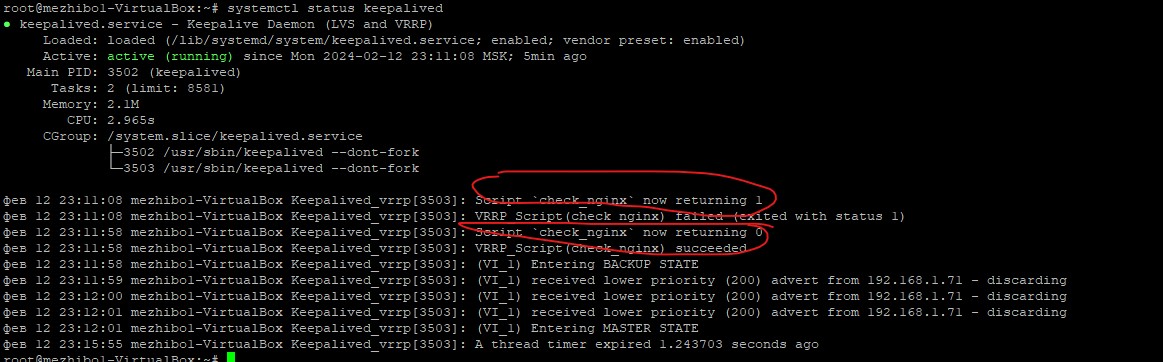 root@mezhibol-VirtualBox:~# systemctl status keepalived
● keepalived.service - Keepalive Daemon (LVS and VRRP)
Loaded: loaded (/lib/systemd/system/keepalived.service; enabled; vendor preset: enabled)
Active: active (running) since Mon 2024-02-12 23:11:08 MSK; 5min ago
Main PID: 3502 (keepalived)
Tasks: 2 (limit: 8581)
Memory: 2.1M
CPU: 2.965s
CGroup: /system.slice/keepalived.service
├─3502 /usr/sbin/keepalived --dont-fork
└─3503 /usr/sbin/keepalived --dont-fork
фев 12 23:11:08 mezhibol-VirtualBox Keepalived_vrrp[3503]: Script `check_nginx` now returning 1
фев 12 23:11:08 mezhibol-VirtualBox Keepalived_vrrp[3503]: VRRP_Script(check_nginx) failed (exited with status 1)
фев 12 23:11:58 mezhibol-VirtualBox Keepalived_vrrp[3503]: Script `check_nginx` now returning 0
фев 12 23:11:58 mezhibol-VirtualBox Keepalived_vrrp[3503]: VRRP_Script(check_nginx) succeeded
фев 12 23:11:58 mezhibol-VirtualBox Keepalived_vrrp[3503]: (VI_1) Entering BACKUP STATE
фев 12 23:11:59 mezhibol-VirtualBox Keepalived_vrrp[3503]: (VI_1) received lower priority (200) advert from 192.168.1.71 - discarding
фев 12 23:12:00 mezhibol-VirtualBox Keepalived_vrrp[3503]: (VI_1) received lower priority (200) advert from 192.168.1.71 - discarding
фев 12 23:12:01 mezhibol-VirtualBox Keepalived_vrrp[3503]: (VI_1) received lower priority (200) advert from 192.168.1.71 - discarding
фев 12 23:12:01 mezhibol-VirtualBox Keepalived_vrrp[3503]: (VI_1) Entering MASTER STATE
фев 12 23:15:55 mezhibol-VirtualBox Keepalived_vrrp[3503]: A thread timer expired 1.243703 seconds ago
root@mezhibol-VirtualBox:~#